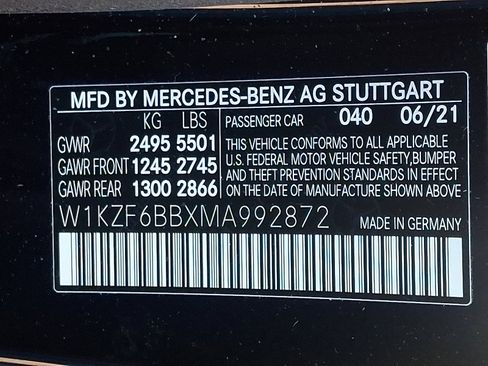 MFD BY MERCEDES-BENZ AG STUTTGART
KG LBS PASSENGER CAR 040 06/21
GVWR 2495 5501
GAWR FRONT 1245 2745
GAWR REAR 1300 2866
THIS VEHICLE CONFORMS TO ALL APPLICABLE
U.S. FEDERAL MOTOR VEHICLE SAFETY,BUMPER
AND THEFT PREVENTION STANDARDS IN EFFECT
ON THE DATE OF MANUFACTURE SHOWN ABOVE.
W1KZF6BBXMA992872 MADE IN GERMANY